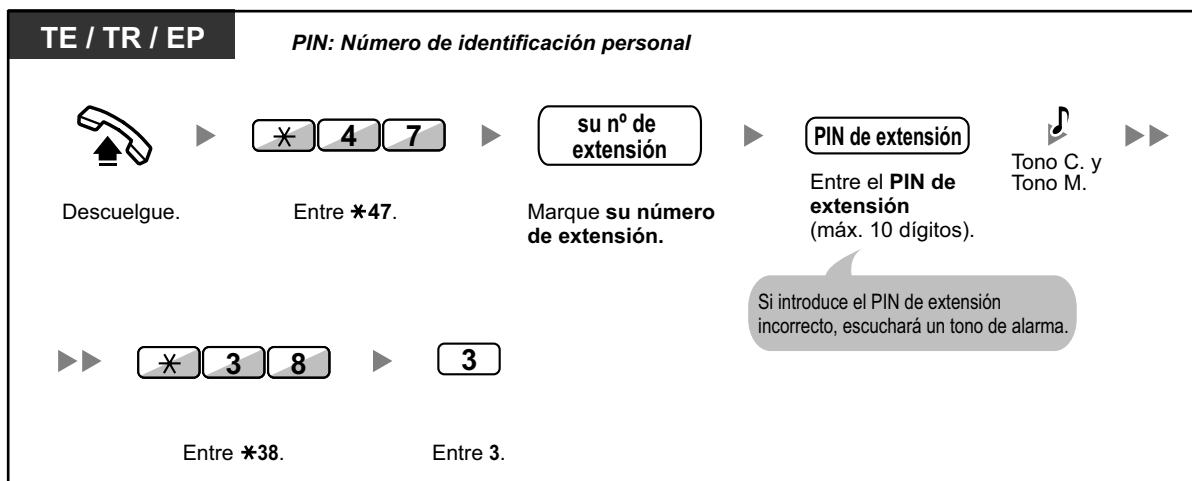 TE / TR / EP
PIN: Número de identificación personal
Descuelgue.
✳ 4 7
Entre ✳47.
su nº de
extensión
Marque su número
de extensión.
PIN de extensión
Entre el PIN de
extensión
(máx. 10 dígitos).
Si introduce el PIN de extensión
incorrecto, escuchará un tono de alarma.
Tono C. y
Tono M.
✳ 3 8
Entre ✳38.
3
Entre 3.